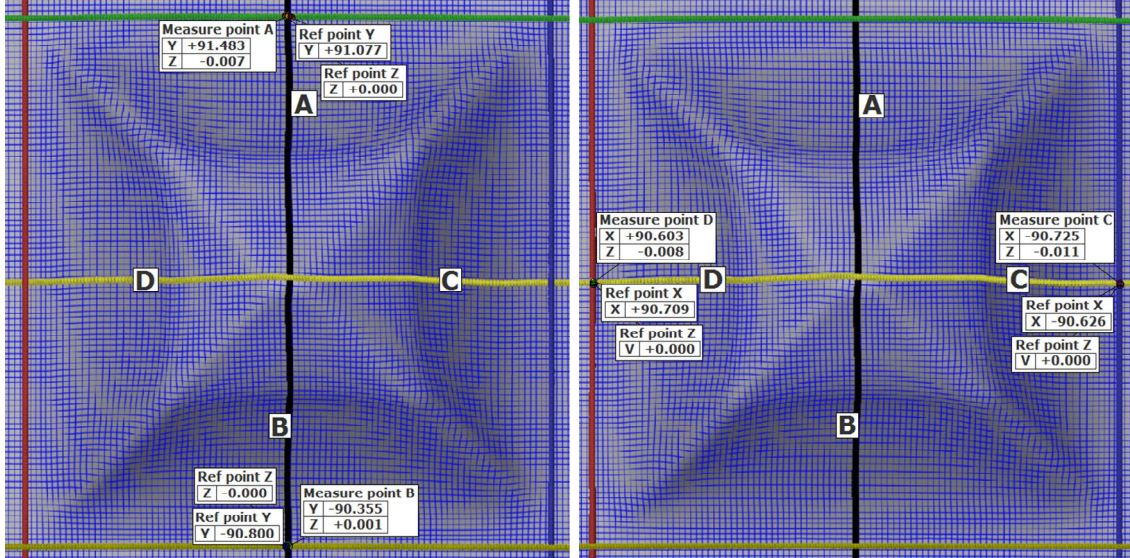 Measure point A
Y +91.483
Z -0.007
Ref point Y
Y +91.077
Ref point Z
Z +0.000
A
D
C
B
Ref point Z
Z -0.000
Ref point Y
Y -90.800
Measure point B
Y -90.355
Z +0.001
A
Measure point D
X +90.603
Z -0.008
Measure point C
X -90.725
Z -0.011
D
C
Ref point X
X +90.709
Ref point Z
V +0.000
Ref point X
X -90.626
Ref point Z
V +0.000
B